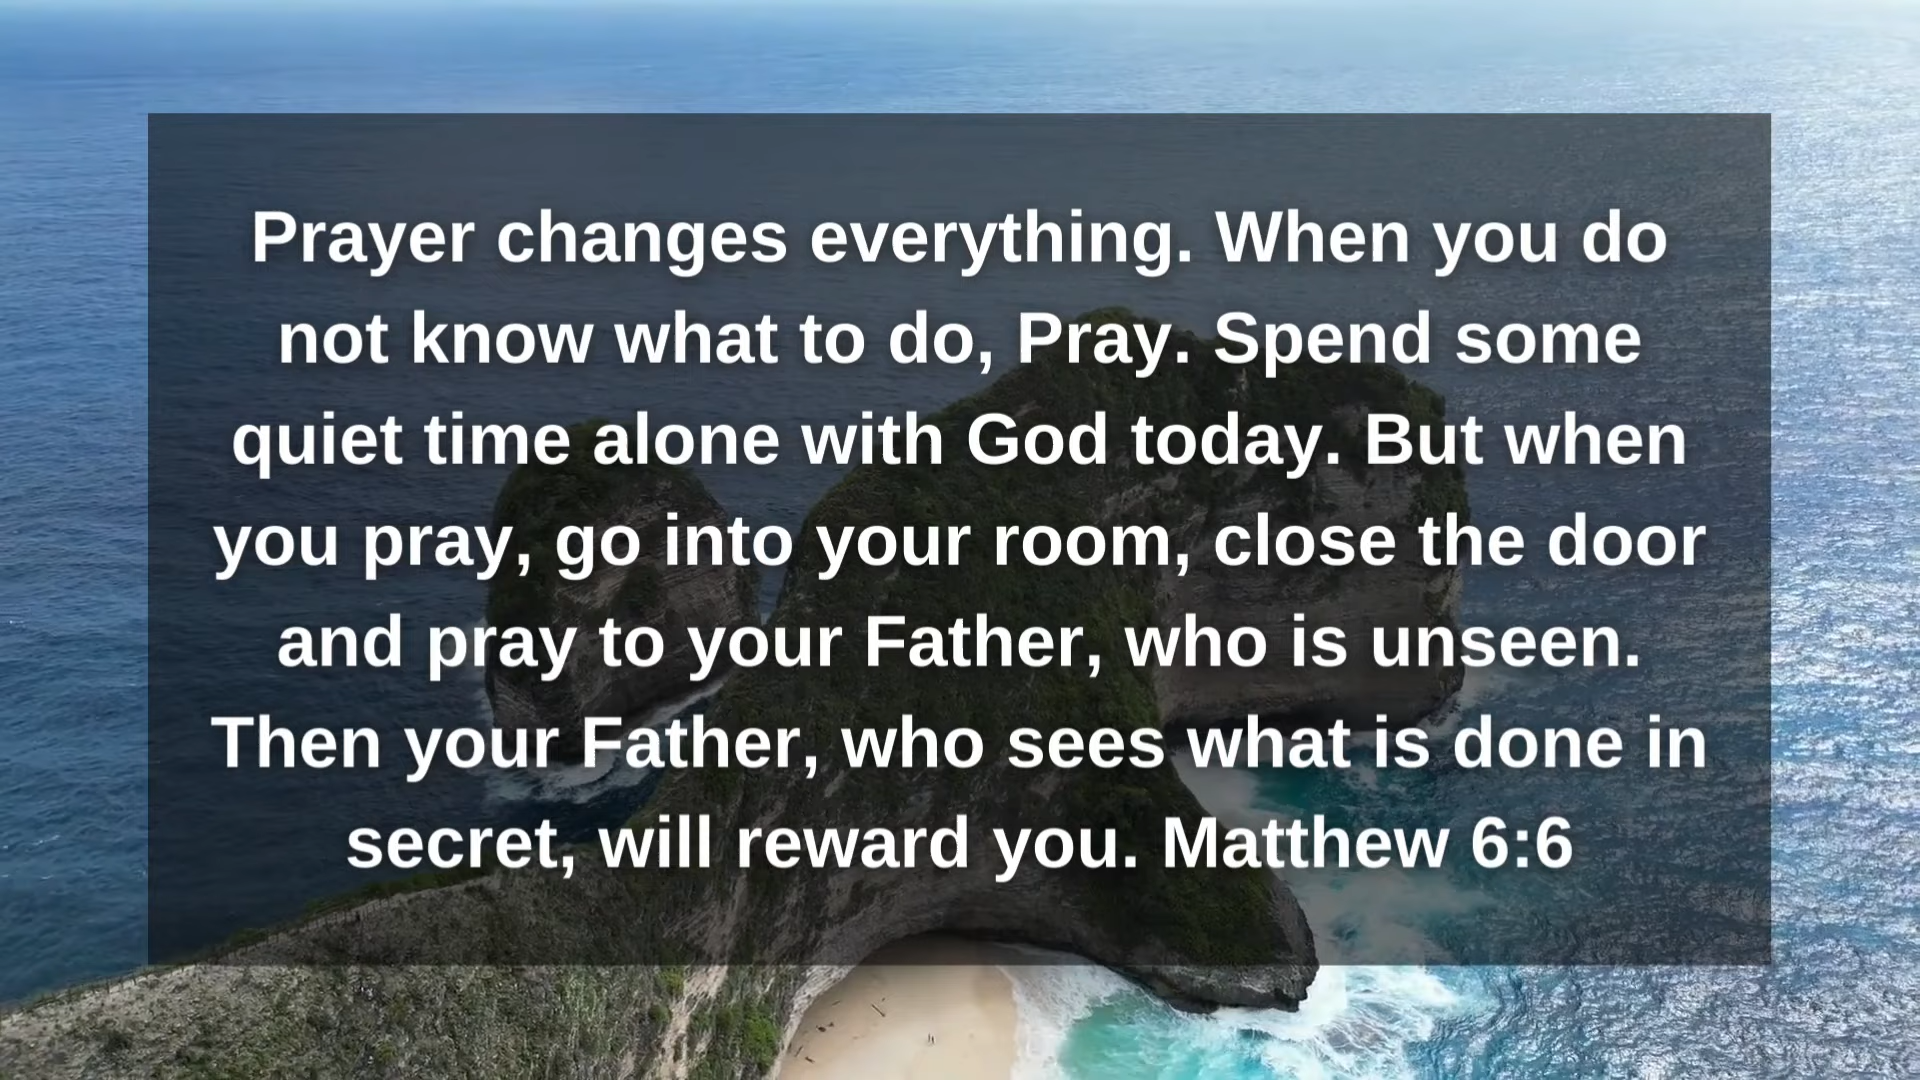 Prayer changes everything. When you do
not know what to do, Pray. Spend some
quiet time alone with God today. But when
you pray, go into your room, close the door
and pray to your Father, who is unseen.
Then your Father, who sees what is done in
secret, will reward you. Matthew 6:6